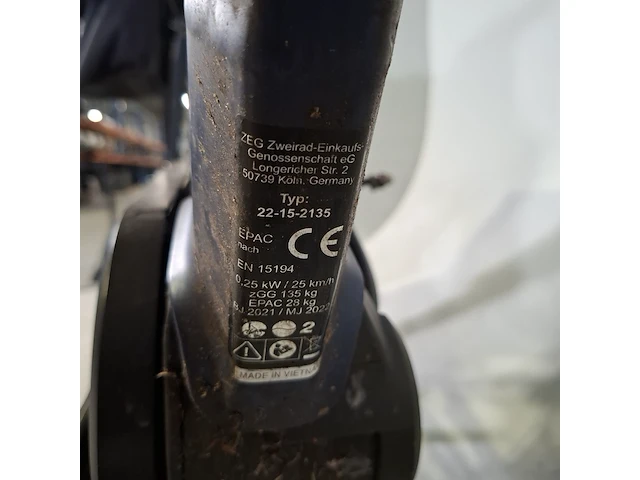 ZEG Zweirad-Einkaufs-
Genossenschaft eG
Longericher Str. 2
50739 Köln, Germany
Typ:
22-15-2135
EPAC
nach
CE
EN 15194
0,25 kW / 25 km/h
zGG 135 kg
EPAC 28 kg
BJ 2021 / MJ 2022
2
MADE IN VIETNA